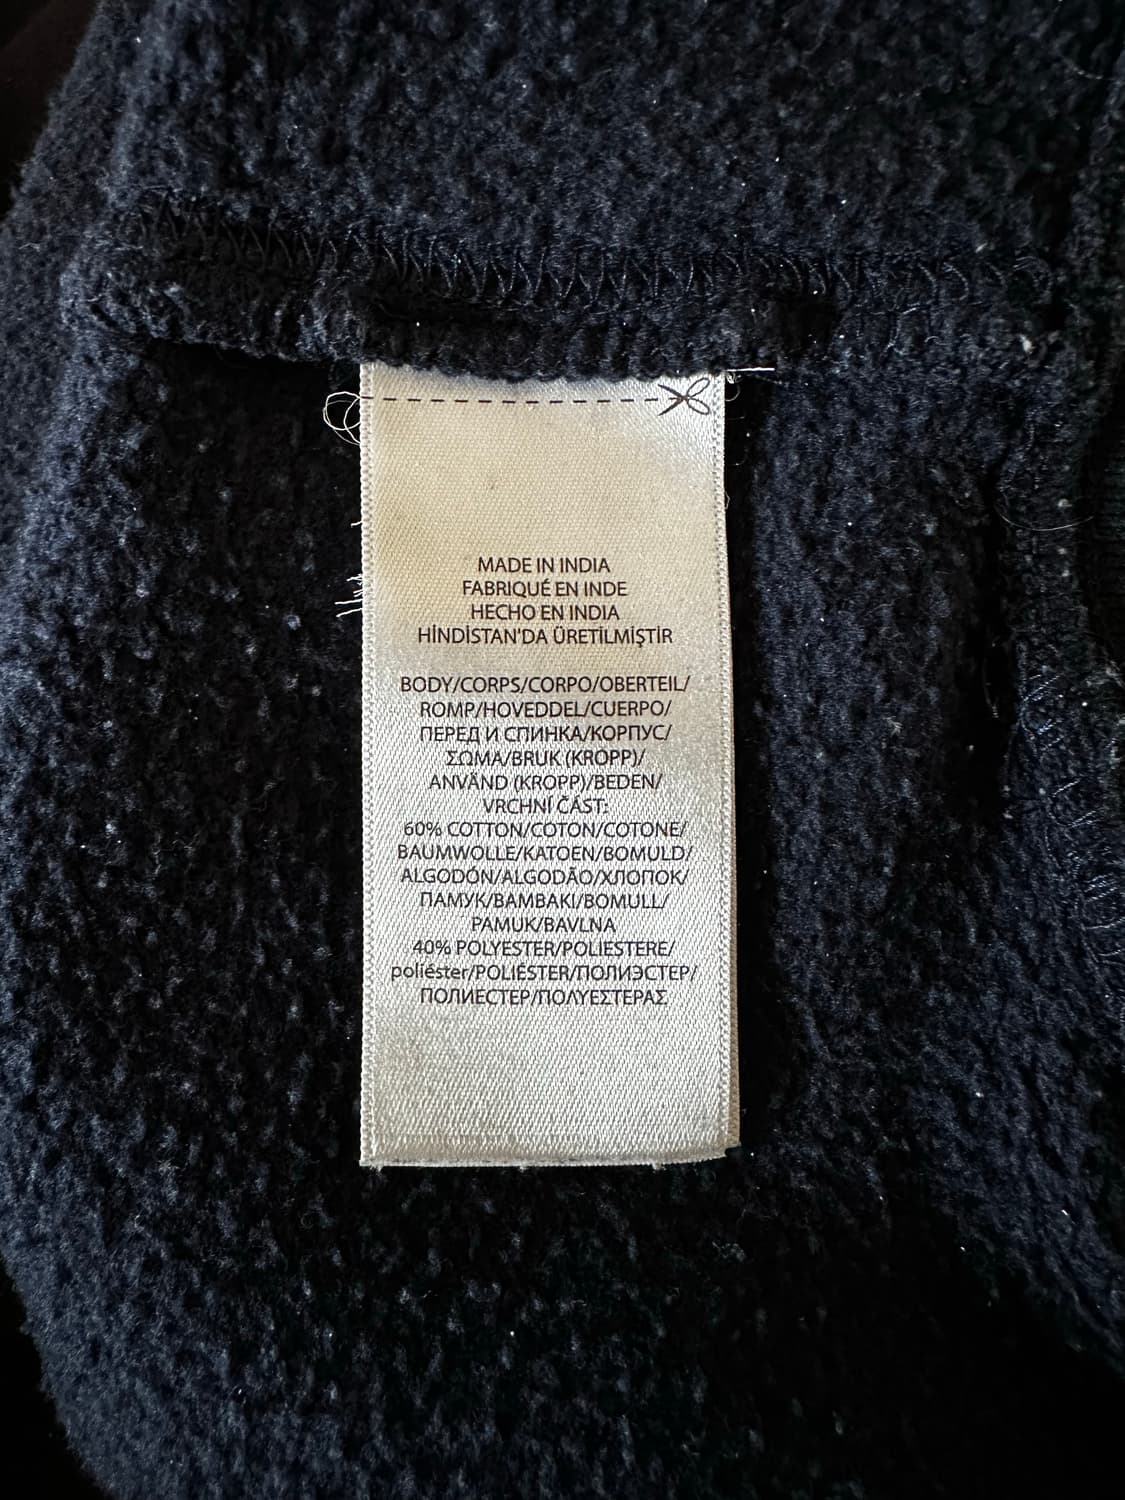 MADE IN INDIA
FABRIQUÉ EN INDE
HECHO EN INDIA
HİNDİSTAN'DA ÜRETİLMİŞTİR
BODY/CORPS/CORPO/OBERTEIL/
ROMP/HOVEDDEL/CUERPO/
ПЕРЕД И СПИНКА/КОРПУС/
ΣΩΜΑ/BRUK (KROPP)/
ANVÄND (KROPP)/BEDEN/
VRCHNÍ ČÁST:
60% COTTON/COTON/COTONE/
BAUMWOLLE/KATOEN/BOMULD/
ALGODÓN/ALGODÃO/ХЛОПОК/
ПАМУК/ΒΑΜΒΑΚΙ/BOMULL/
PAMUK/BAVLNA
40% POLYESTER/POLIESTERE/
poliéster/POLIÉSTER/ПОЛИЭСТЕР/
ПОЛИЕСТЕР/ΠΟΛΥΕΣΤΕΡΑΣ